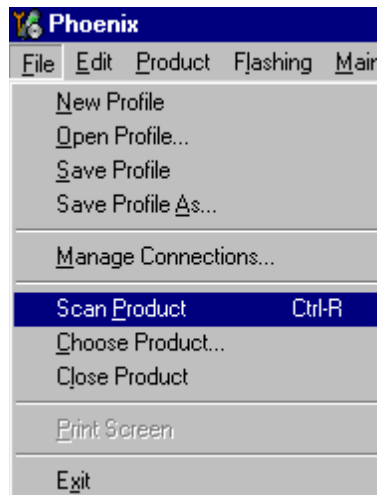 Phoenix
File Edit Product Flashing Main
New Profile
Open Profile...
Save Profile
Save Profile As...
Manage Connections...
Scan Product Ctrl-R
Choose Product...
Close Product
Print Screen
Exit